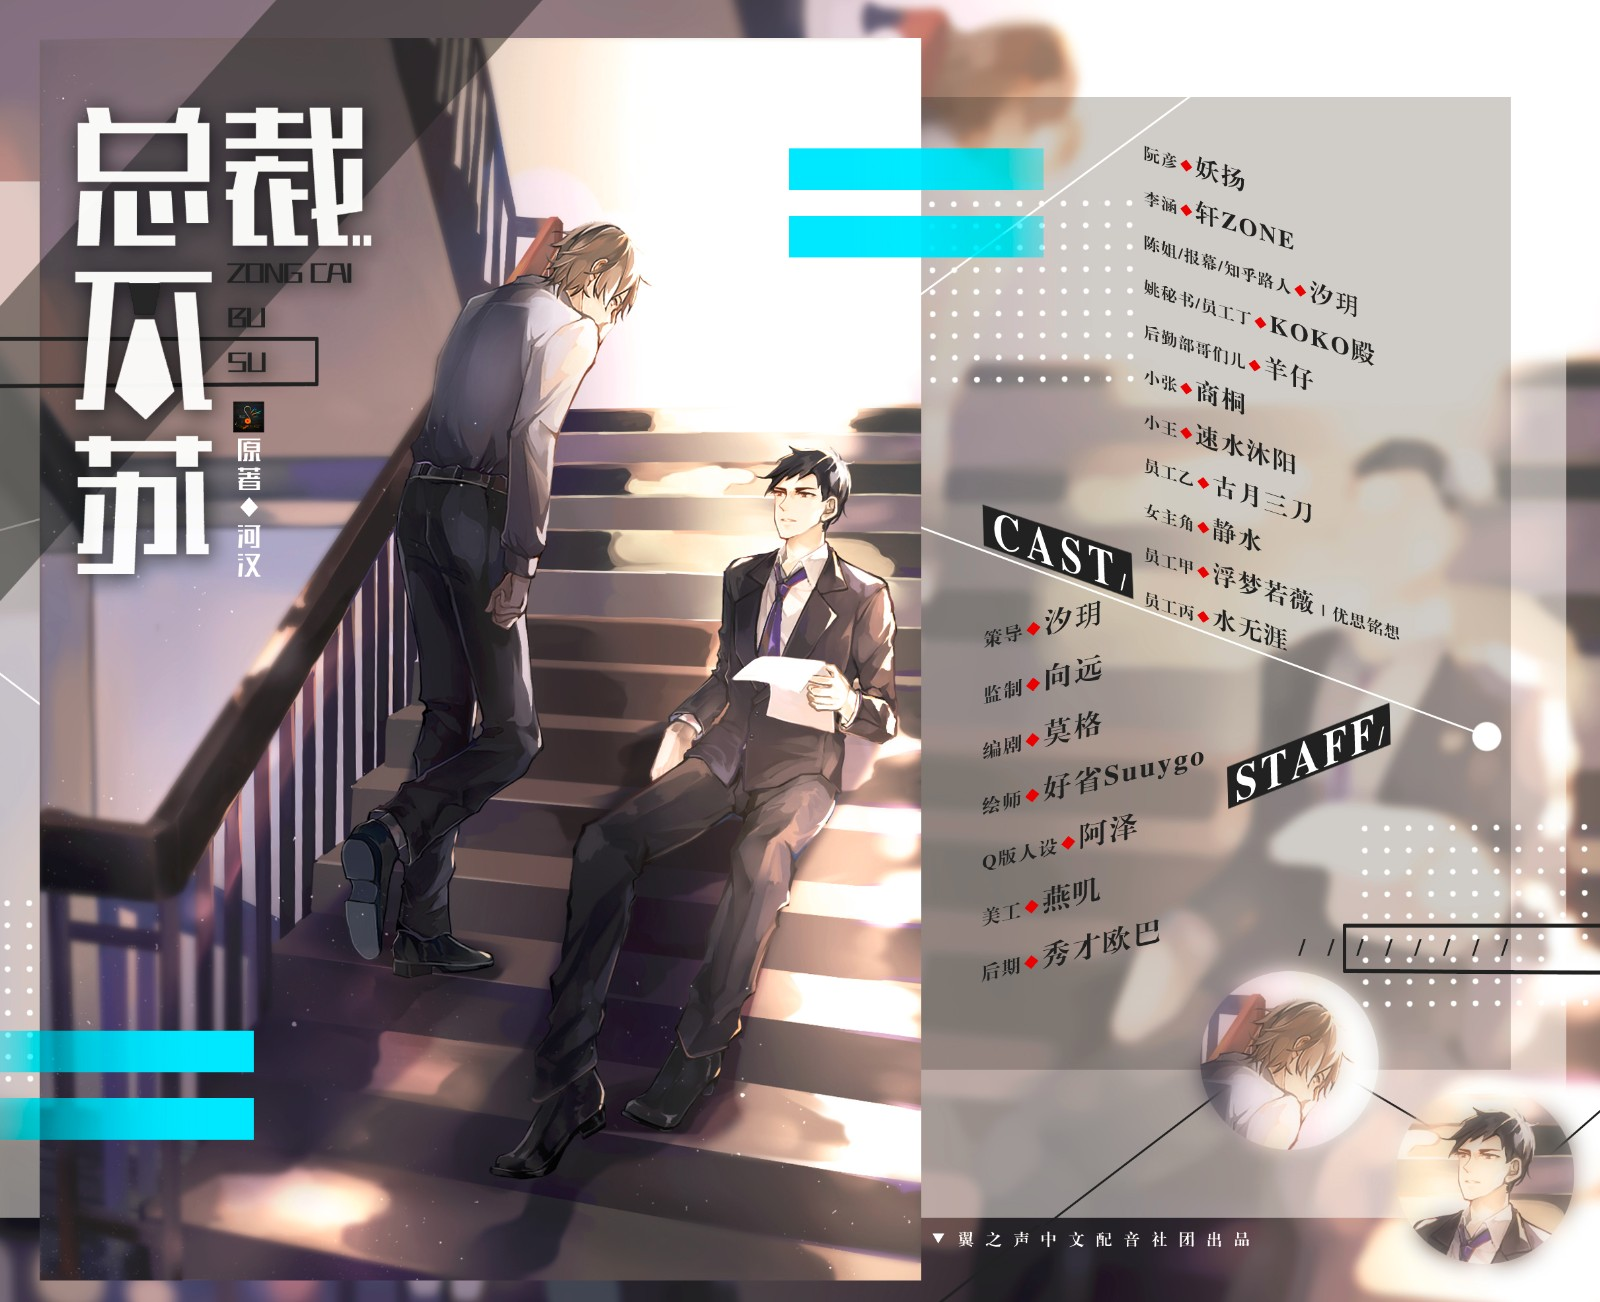 总裁
不
苏
ZONG CAI
BU
SU
原著◆河汉
阮彦◆妖扬
李涵◆轩ZONE
陈姐/报幕/知乎路人◆汐玥
姚秘书/员工丁◆KOKO殿
后勤部哥们儿◆羊仔
小张◆商桐
小王◆速水沐阳
员工乙◆古月三刀
女主角◆静水
员工甲◆浮梦若薇 | 优思铭想
员工丙◆水无涯
CAST/
策导◆汐玥
监制◆向远
编剧◆莫格
绘师◆好省Suuygo
Q版人设◆阿泽
美工◆燕叽
后期◆秀才欧巴
STAFF/
/ / / / / / / /
▼翼之声中文配音社团出品